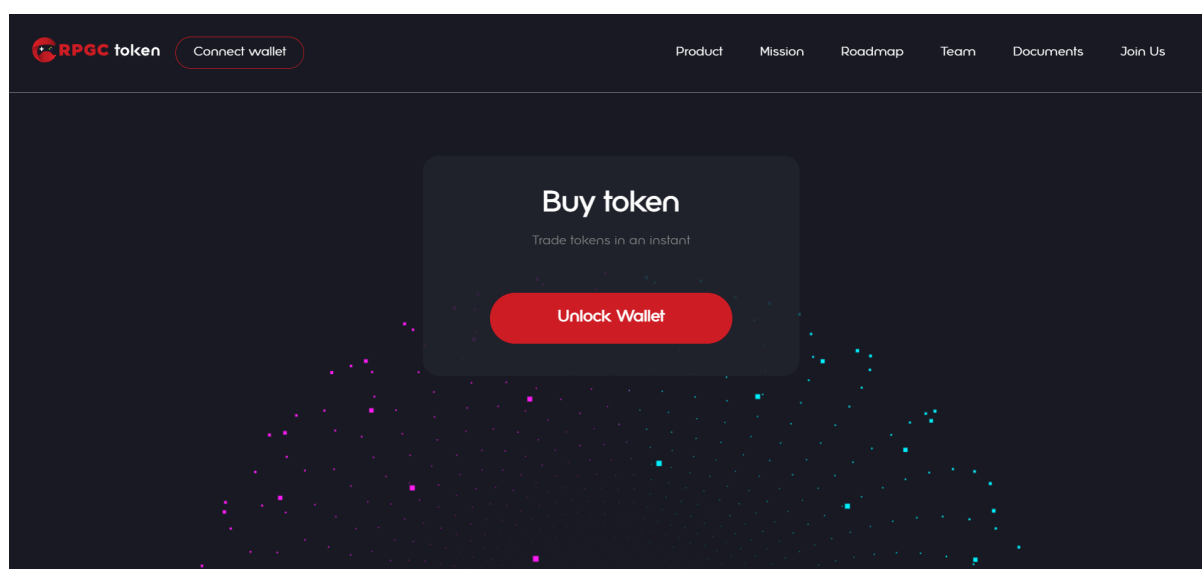 RPGC token
Connect wallet
Product
Mission
Roadmap
Team
Documents
Join Us
Buy token
Trade tokens in an instant
Unlock Wallet